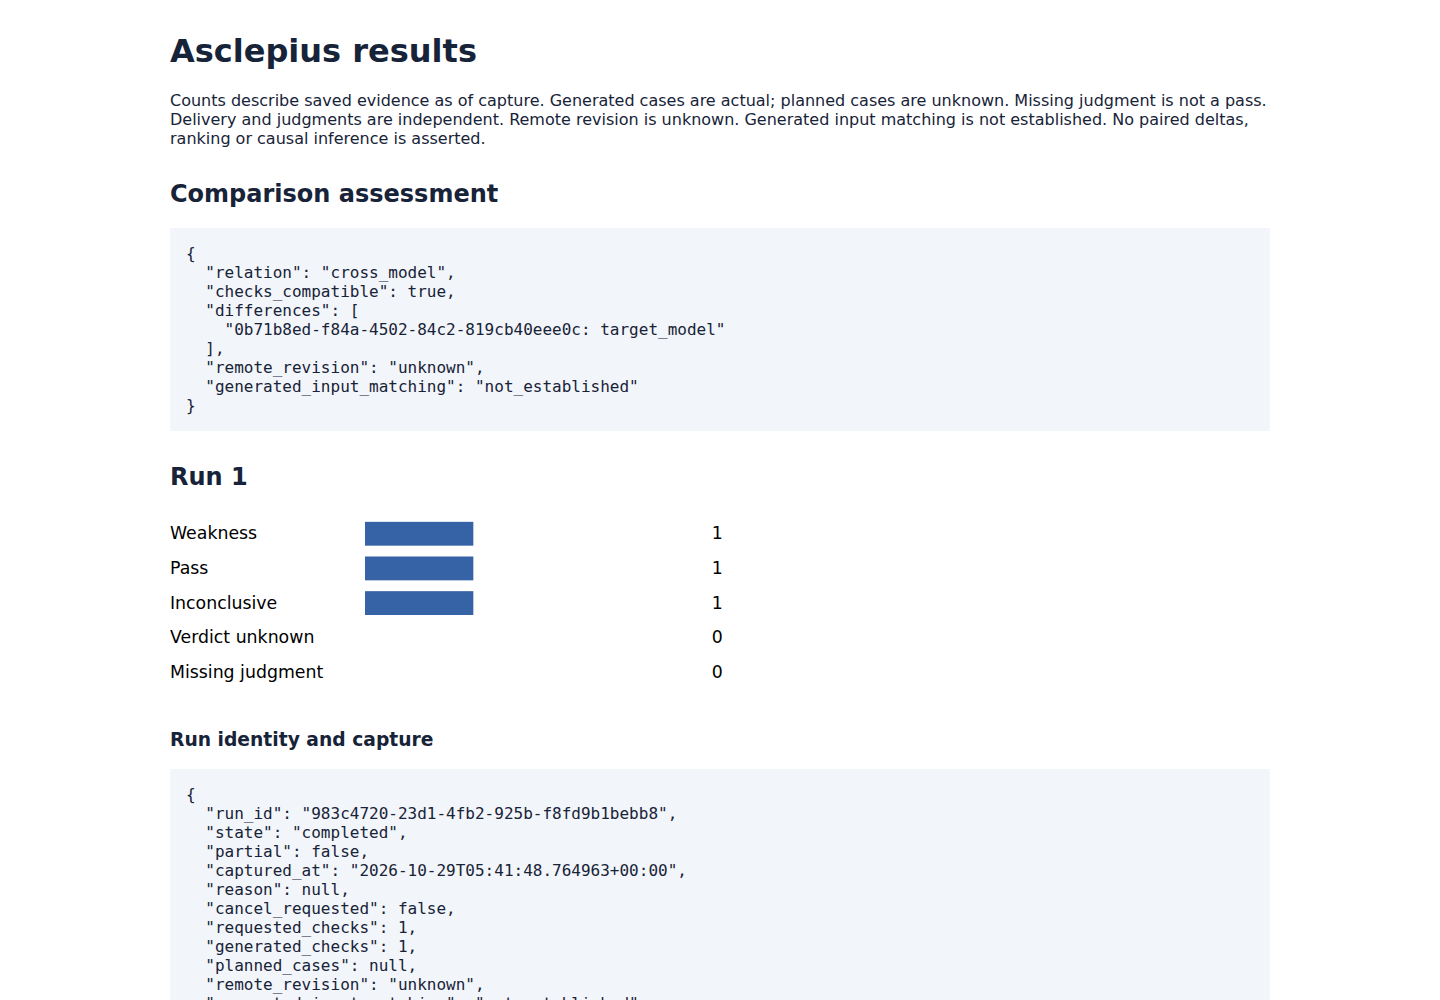 Asclepius results
Counts describe saved evidence as of capture. Generated cases are actual; planned cases are unknown. Missing judgment is not a pass.
Delivery and judgments are independent. Remote revision is unknown. Generated input matching is not established. No paired deltas,
ranking or causal inference is asserted.
Comparison assessment
{
  "relation": "cross_model",
  "checks_compatible": true,
  "differences": [
    "0b71b8ed-f84a-4502-84c2-819cb40eee0c: target_model"
  ],
  "remote_revision": "unknown",
  "generated_input_matching": "not_established"
}
Run 1
Weakness 1
Pass 1
Inconclusive 1
Verdict unknown 0
Missing judgment 0
Run identity and capture
{
  "run_id": "983c4720-23d1-4fb2-925b-f8fd9b1bebb8",
  "state": "completed",
  "partial": false,
  "captured_at": "2026-10-29T05:41:48.764963+00:00",
  "reason": null,
  "cancel_requested": false,
  "requested_checks": 1,
  "generated_checks": 1,
  "planned_cases": null,
  "remote_revision": "unknown",